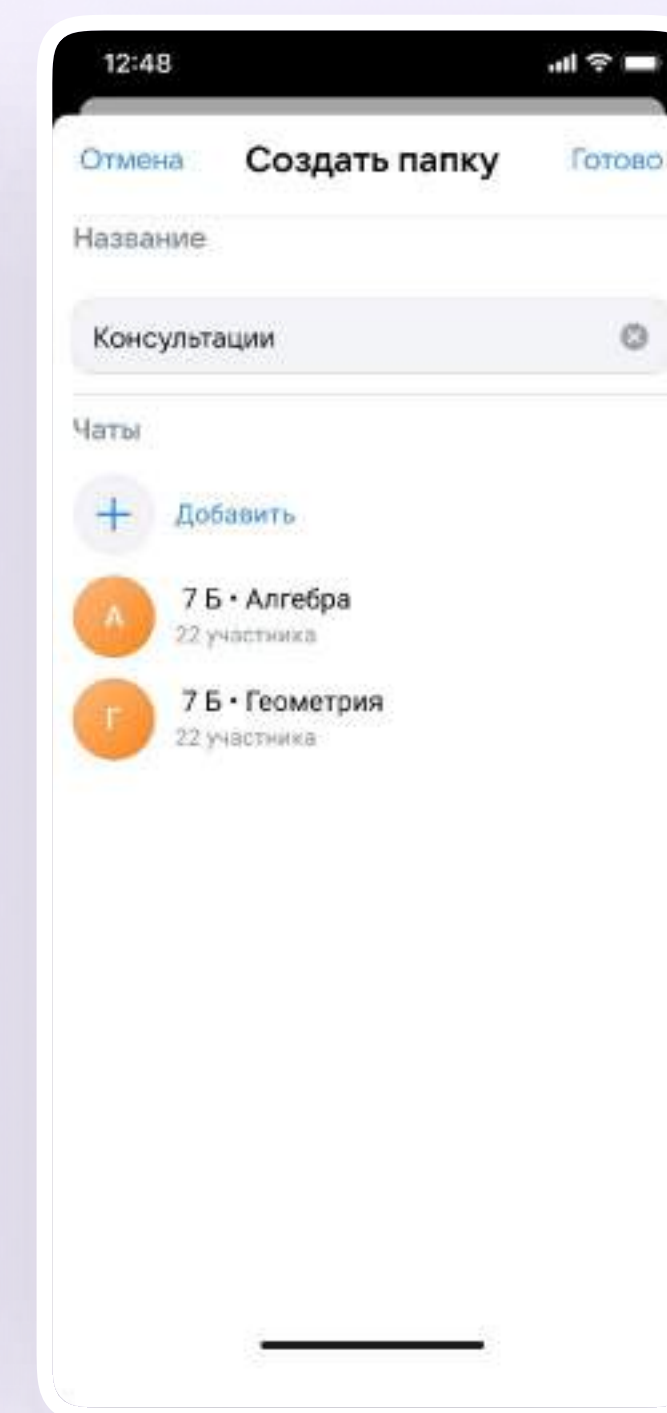 12:48
Отмена Создать папку Готово
Название
Консультации
Чаты
Добавить
А
7 Б • Алгебра
22 участника
Г
7 Б • Геометрия
22 участника